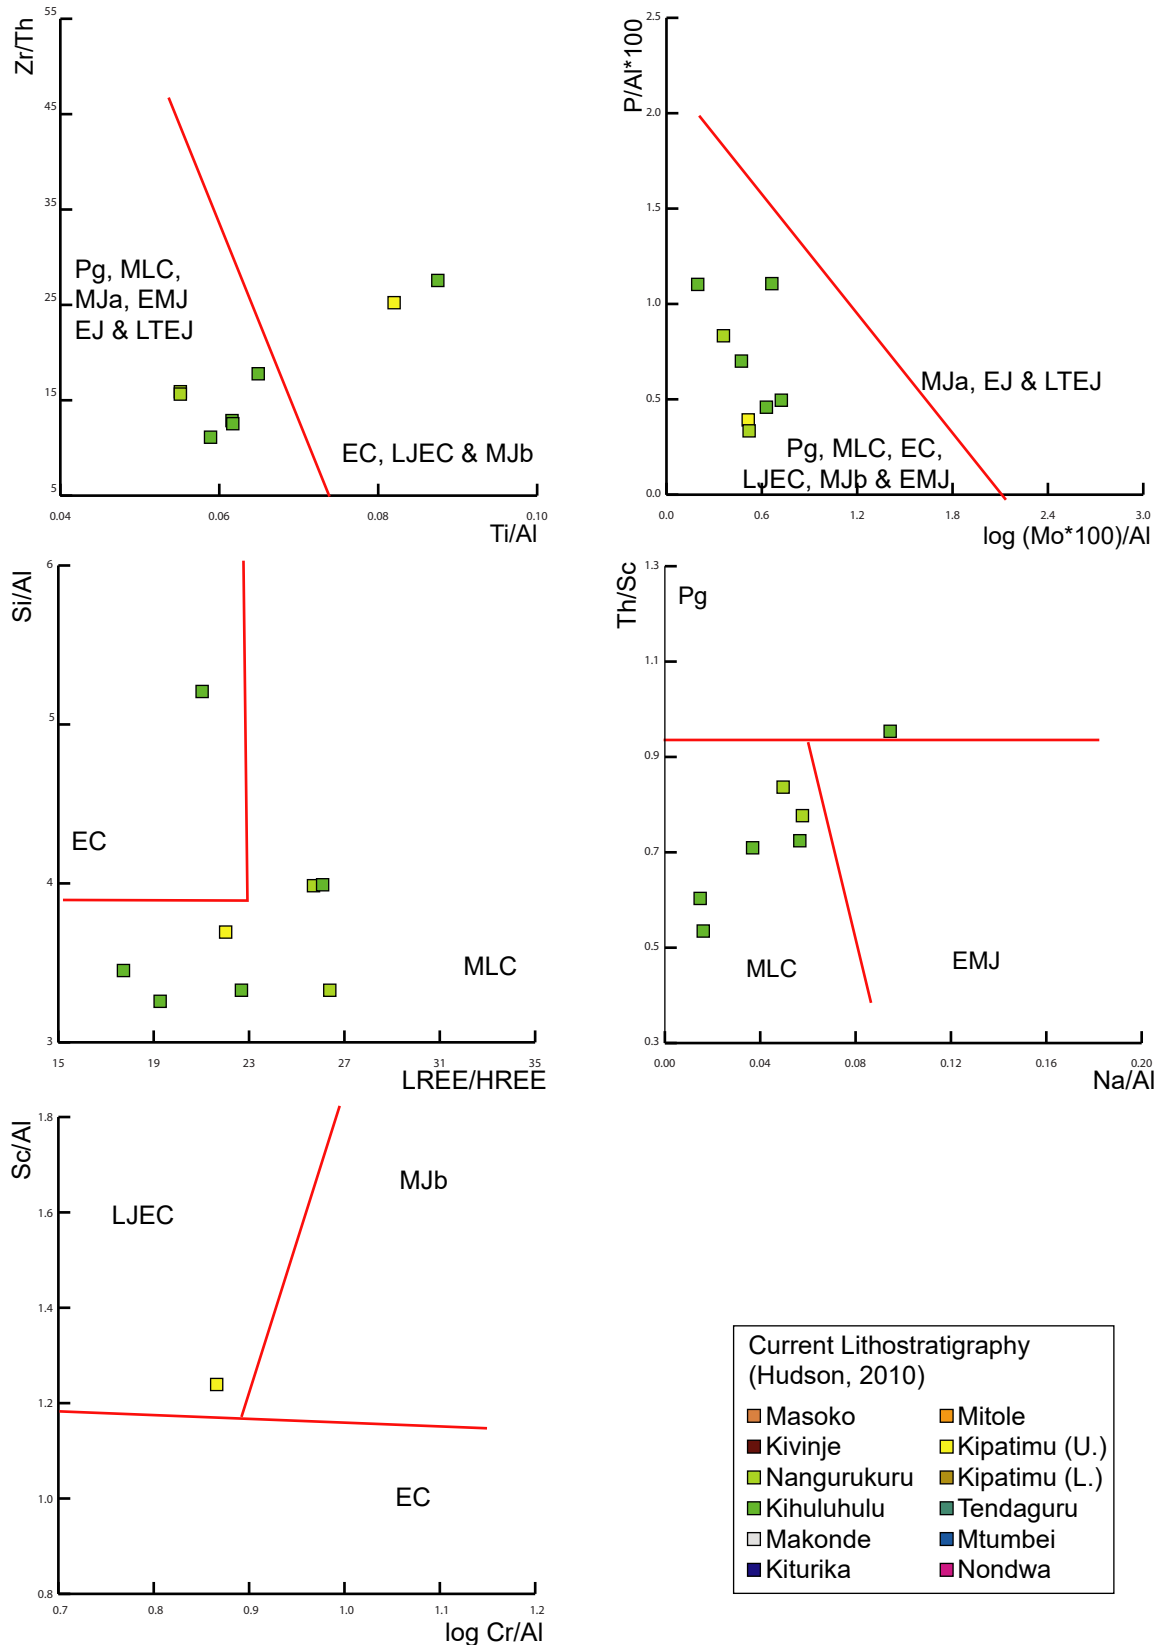 Zr/Th
55
45
35
25
15
5
Pg, MLC,
MJa, EMJ
EJ & LTEJ
EC, LJEC & MJb
0.04 0.06 0.08 0.10
Ti/Al
P/Al*100
2.5
2.0
1.5
1.0
0.5
0.0
MJa, EJ & LTEJ
Pg, MLC, EC,
LJEC, MJb & EMJ
0.0 0.6 1.2 1.8 2.4 3.0
log (Mo*100)/Al
Si/Al
6
5
4
3
EC
MLC
15 19 23 27 31 35
LREE/HREE
Th/Sc
1.3
1.1
0.9
0.7
0.5
0.3
Pg
MLC
EMJ
0.00 0.04 0.08 0.12 0.16 0.20
Na/Al
Sc/Al
1.8
1.6
1.4
1.2
1.0
0.8
LJEC
MJb
EC
0.7 0.8 0.9 1.0 1.1 1.2
log Cr/Al
Current Lithostratigraphy
(Hudson, 2010)
Masoko
Kivinje
Nangurukuru
Kihuluhulu
Makonde
Kiturika
Mitole
Kipatimu (U.)
Kipatimu (L.)
Tendaguru
Mtumbei
Nondwa